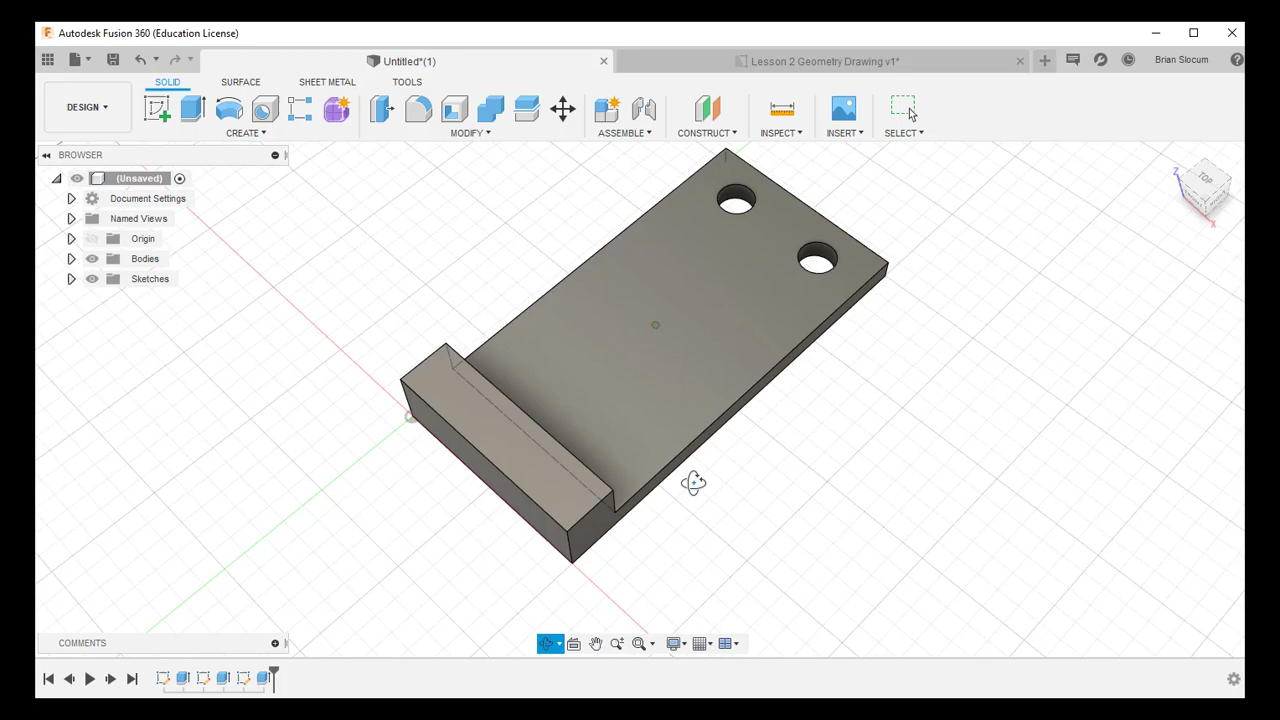 Autodesk Fusion 360 (Education License)
Untitled*(1)
Lesson 2 Geometry Drawing v1*
Brian Slocum
SOLID
SURFACE
SHEET METAL
TOOLS
DESIGN
CREATE
MODIFY
ASSEMBLE
CONSTRUCT
INSPECT
INSERT
SELECT
BROWSER
(Unsaved)
Document Settings
Named Views
Origin
Bodies
Sketches
Z
TOP
X
COMMENTS